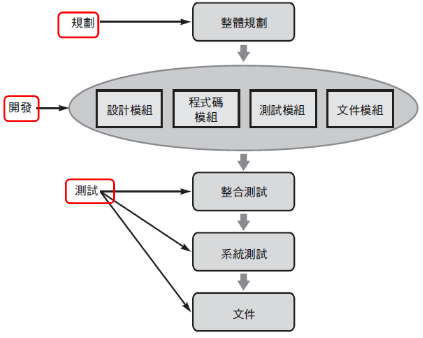 規劃
整體規劃
開發
設計模組
程式碼
模組
測試模組
文件模組
測試
整合測試
系統測試
文件